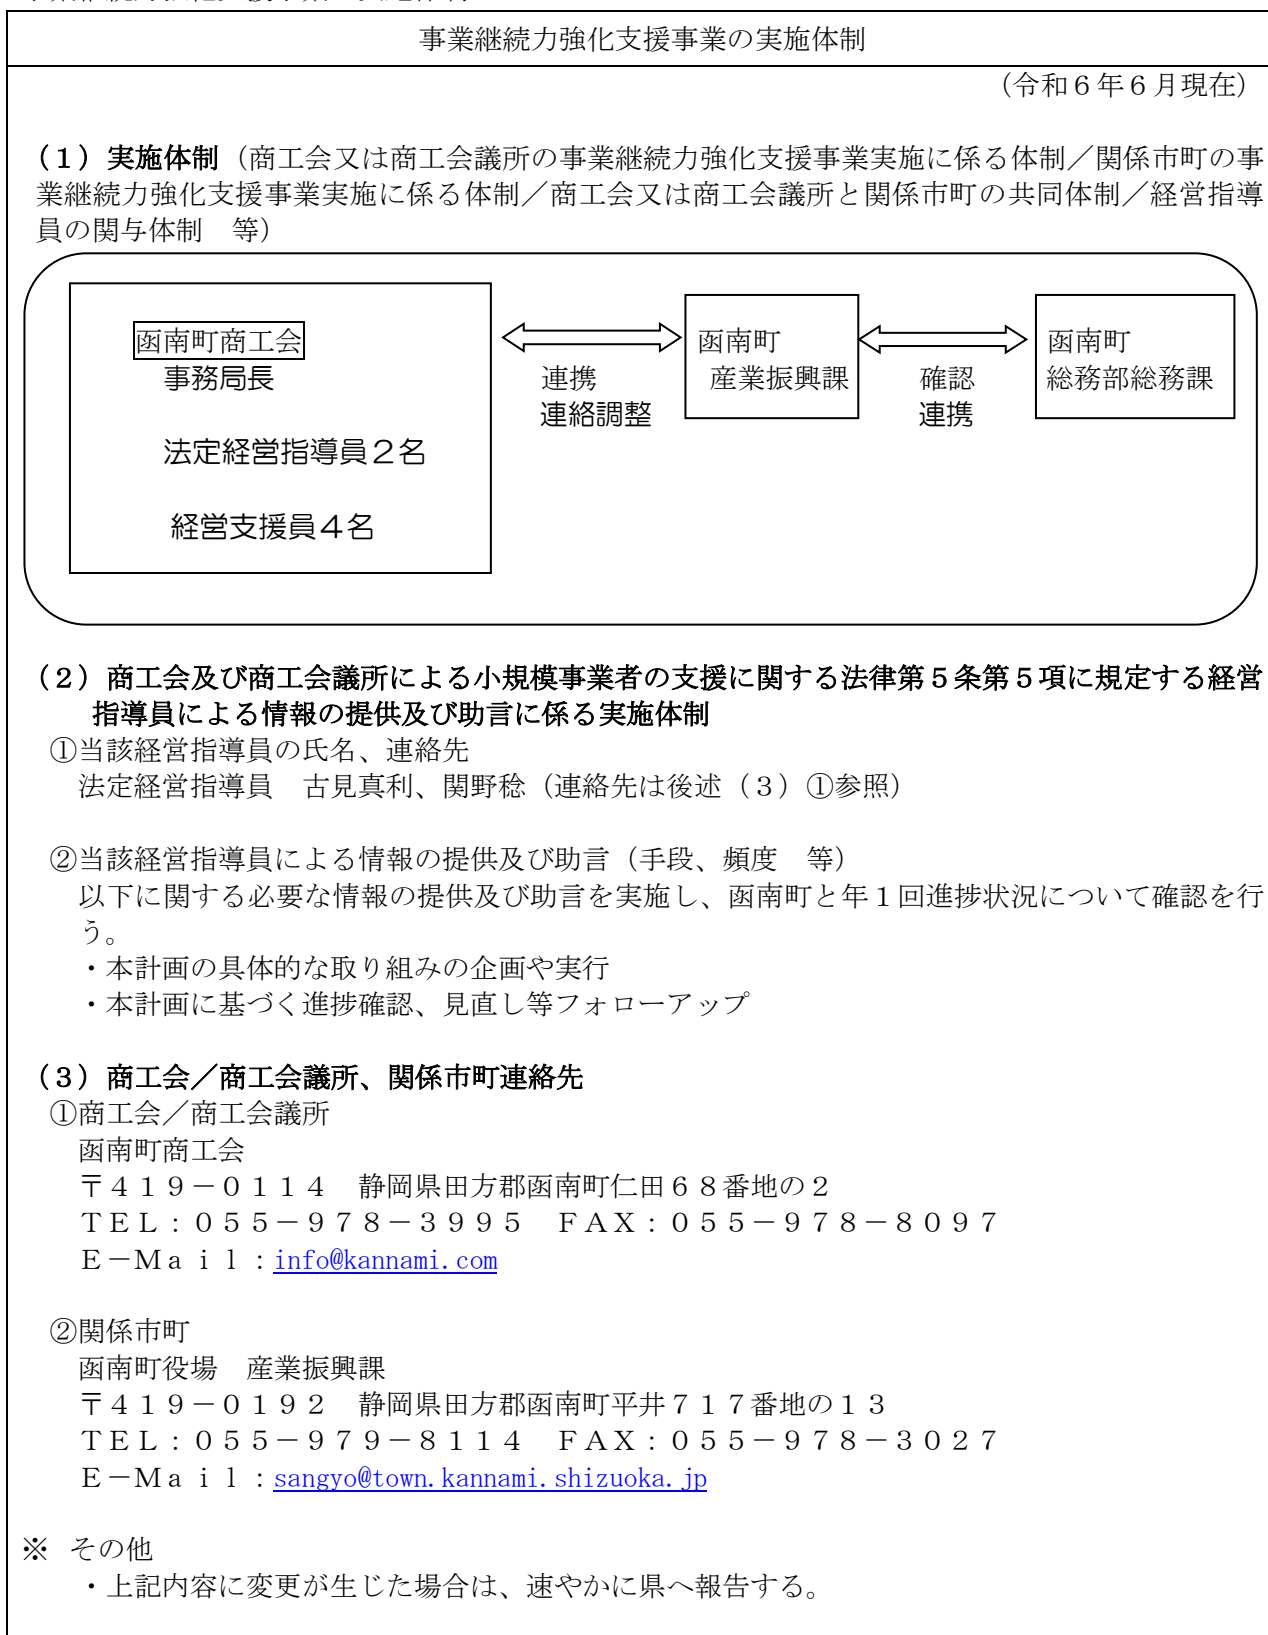 事業継続力強化支援事業の実施体制
（令和６年６月現在）
（１）実施体制（商工会又は商工会議所の事業継続力強化支援事業実施に係る体制／関係市町の事
業継続力強化支援事業実施に係る体制／商工会又は商工会議所と関係市町の共同体制／経営指導
員の関与体制　等）
函南町商工会
事務局長
法定経営指導員２名
経営支援員４名
連携
連絡調整
函南町
産業振興課
確認
連携
函南町
総務部総務課
（２）商工会及び商工会議所による小規模事業者の支援に関する法律第５条第５項に規定する経営
指導員による情報の提供及び助言に係る実施体制
①当該経営指導員の氏名、連絡先
法定経営指導員　古見真利、関野稔（連絡先は後述（３）①参照）
②当該経営指導員による情報の提供及び助言（手段、頻度　等）
以下に関する必要な情報の提供及び助言を実施し、函南町と年１回進捗状況について確認を行
う。
・本計画の具体的な取り組みの企画や実行
・本計画に基づく進捗確認、見直し等フォローアップ
（３）商工会／商工会議所、関係市町連絡先
①商工会／商工会議所
函南町商工会
〒４１９－０１１４　静岡県田方郡函南町仁田６８番地の２
ＴＥＬ：０５５－９７８－３９９５　ＦＡＸ：０５５－９７８－８０９７
Ｅ－Ｍａｉｌ：info@kannami.com
②関係市町
函南町役場　産業振興課
〒４１９－０１９２　静岡県田方郡函南町平井７１７番地の１３
ＴＥＬ：０５５－９７９－８１１４　ＦＡＸ：０５５－９７８－３０２７
Ｅ－Ｍａｉｌ：sangyo@town.kannami.shizuoka.jp
※　その他
・上記内容に変更が生じた場合は、速やかに県へ報告する。